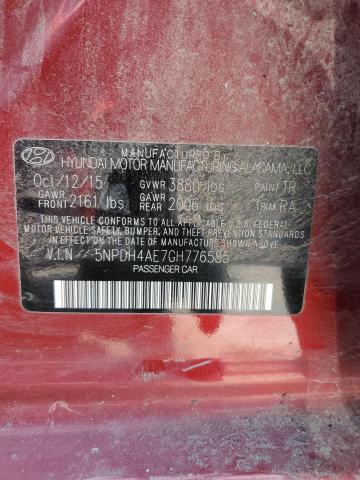 MANUFACTURED BY
HYUNDAI MOTOR MANUFACTURING ALABAMA, LLC
Oct/12/15 GVWR 3880 lbs PAINT TR
GAWR FRONT 2161 lbs GAWR REAR 2006 lbs TRIM RA
THIS VEHICLE CONFORMS TO ALL APPLICABLE U.S.A. FEDERAL
MOTOR VEHICLE SAFETY, BUMPER, AND THEFT PREVENTION STANDARDS
IN EFFECT ON THE DATE OF MANUFACTURE SHOWN ABOVE.
V.I.N 5NPDH4AE7GH776585
PASSENGER CAR